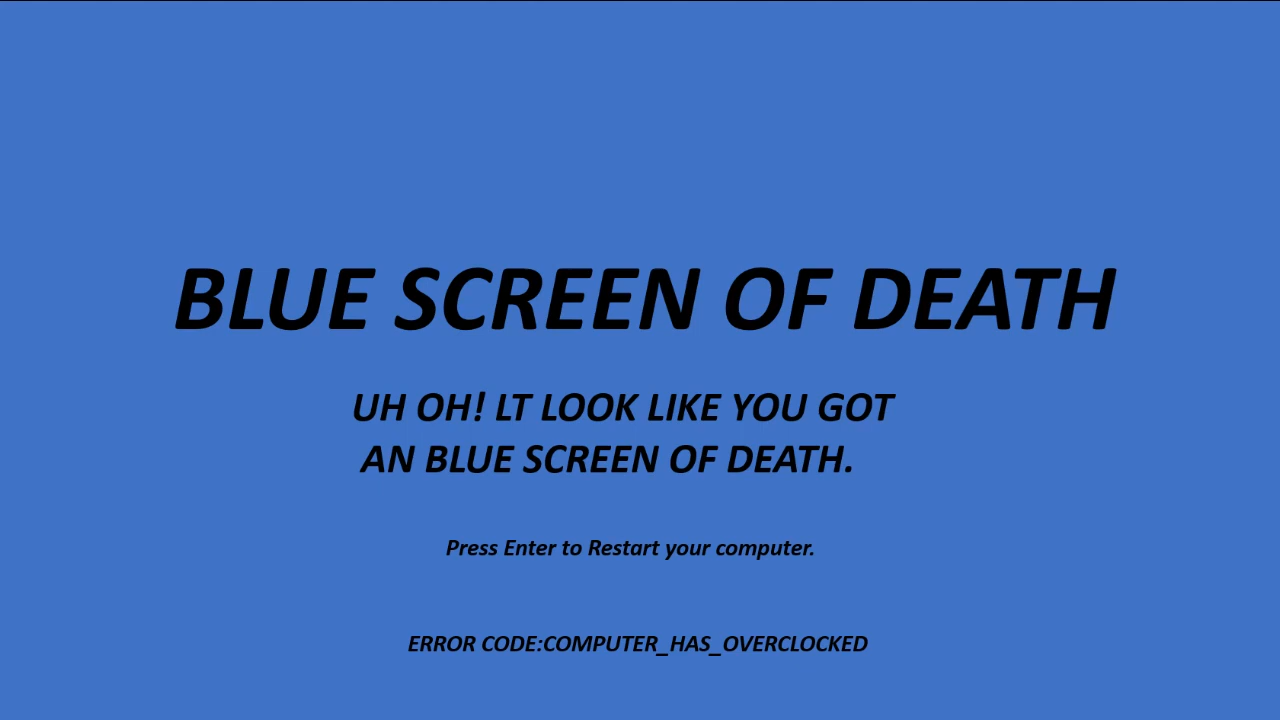 BLUE SCREEN OF DEATH
UH OH! LT LOOK LIKE YOU GOT
AN BLUE SCREEN OF DEATH.
Press Enter to Restart your computer.
ERROR CODE:COMPUTER_HAS_OVERCLOCKED